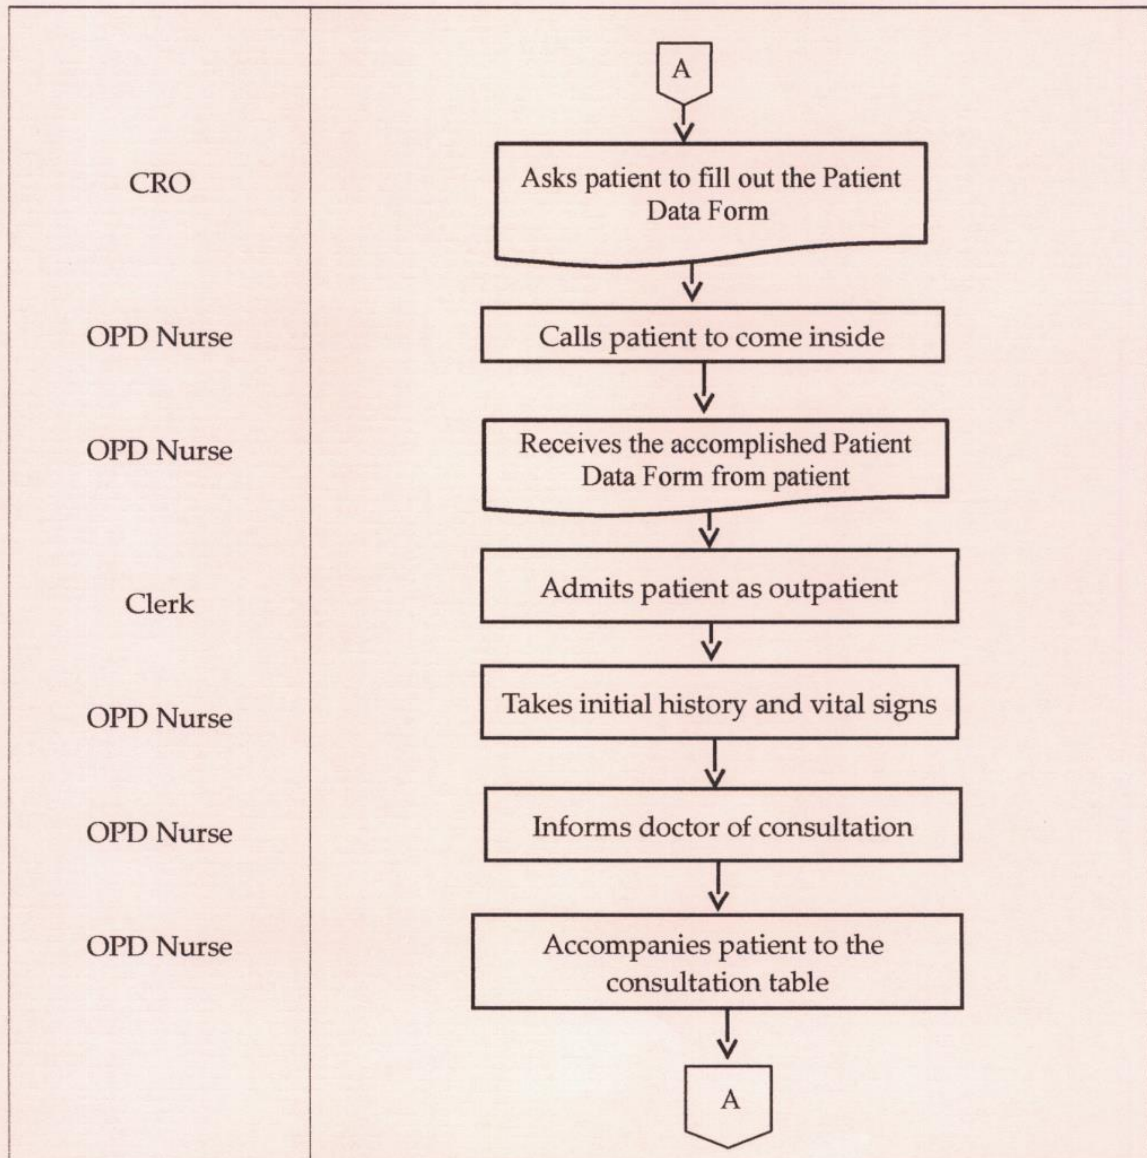 A
CRO
Asks patient to fill out the Patient
Data Form
OPD Nurse
Calls patient to come inside
OPD Nurse
Receives the accomplished Patient
Data Form from patient
Clerk
Admits patient as outpatient
OPD Nurse
Takes initial history and vital signs
OPD Nurse
Informs doctor of consultation
OPD Nurse
Accompanies patient to the
consultation table
A